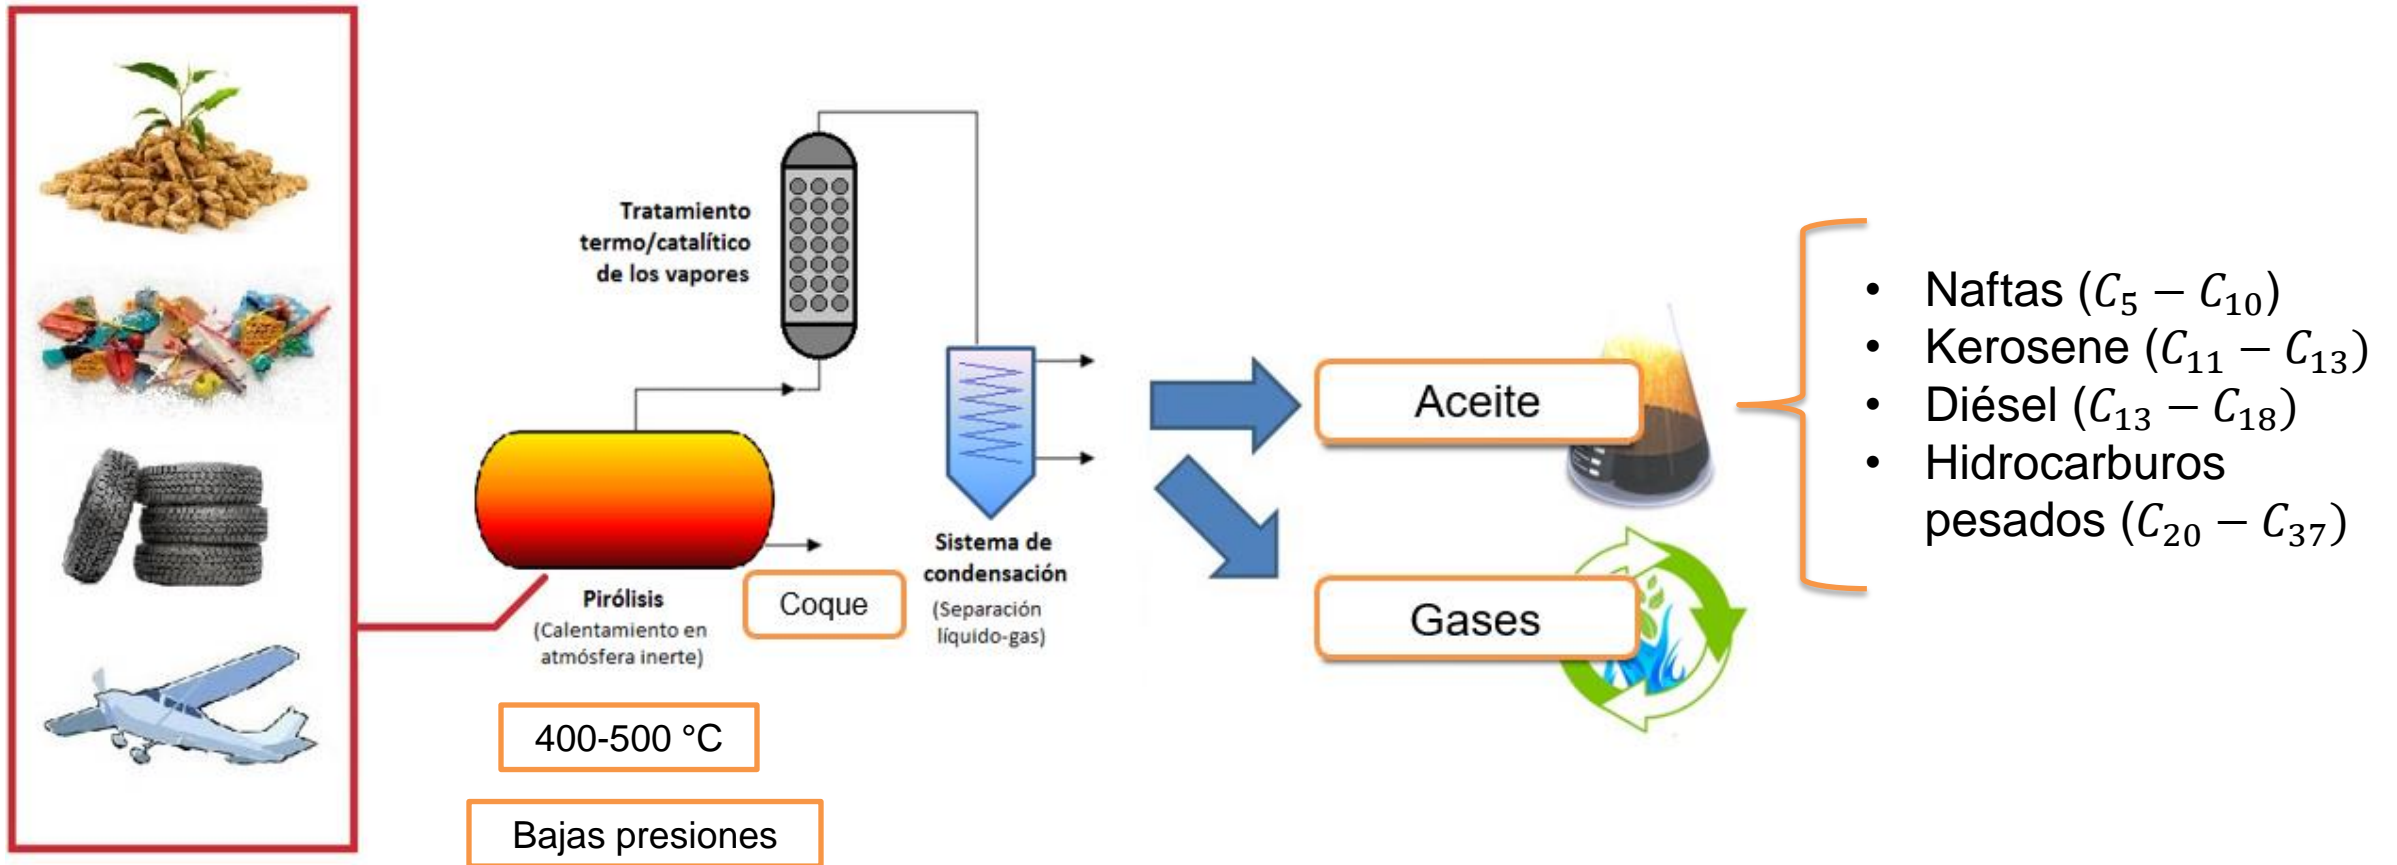 Tratamiento
termo/catalítico
de los vapores
Pirólisis
(Calentamiento en
atmósfera inerte)
Coque
400-500 °C
Bajas presiones
Sistema de
condensación
(Separación
líquido-gas)
Aceite
Gases
• Naftas (C₅ − C₁₀)
• Kerosene (C₁₁ − C₁₃)
• Diésel (C₁₃ − C₁₈)
• Hidrocarburos
pesados (C₂₀ − C₃₇)